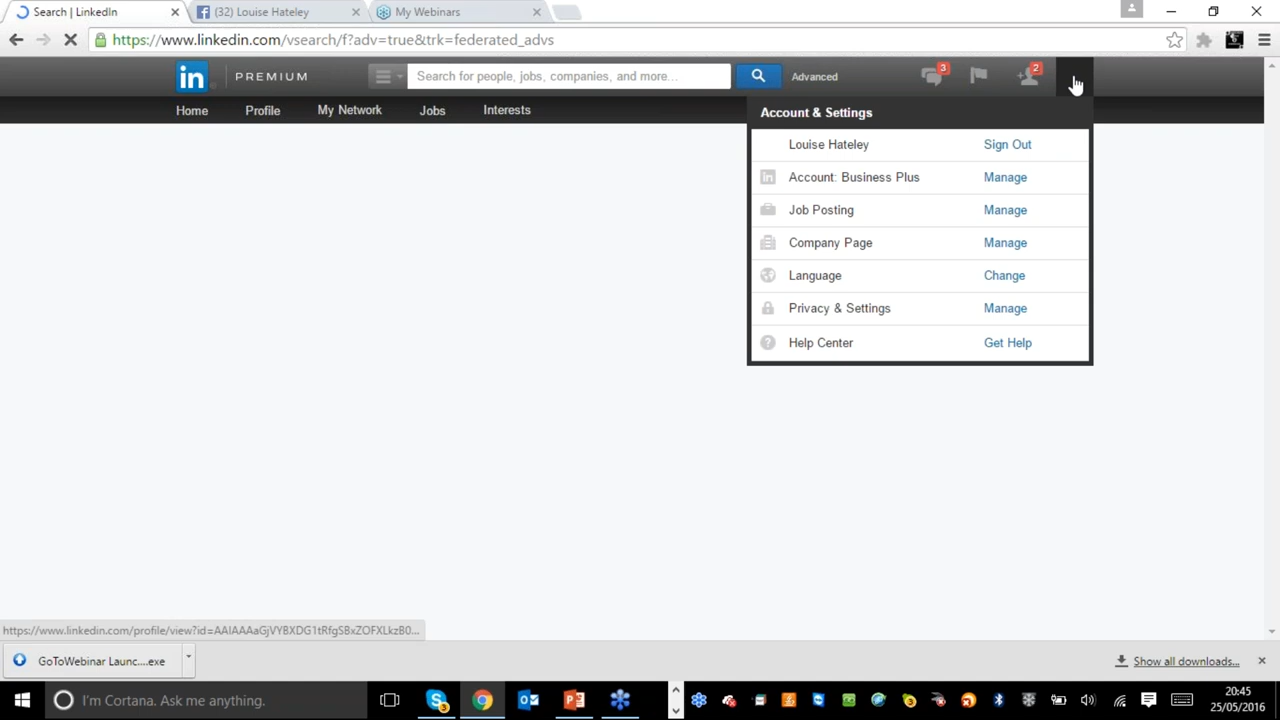 Search | LinkedIn
(32) Louise Hateley
My Webinars
https://www.linkedin.com/vsearch/f?adv=true&trk=federated_advs
in
PREMIUM
Search for people, jobs, companies, and more...
Advanced
3
2
Home
Profile
My Network
Jobs
Interests
Account & Settings
Louise Hateley
Sign Out
in
Account: Business Plus
Manage
Job Posting
Manage
Company Page
Manage
Language
Change
Privacy & Settings
Manage
?
Help Center
Get Help
GoToWebinar Launc....exe
Show all downloads...
I'm Cortana. Ask me anything.
20:45
25/05/2016